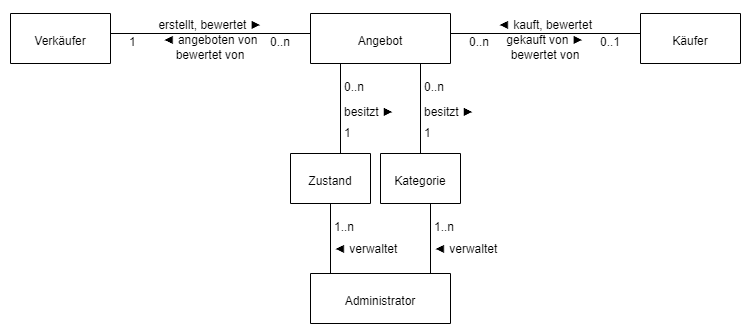 erstellt, bewertet ►
◄ kauft, bewertet
Verkäufer
1
◄ angeboten von
0..n
Angebot
0..n
gekauft von ►
0..1
Käufer
bewertet von
bewertet von
0..n
0..n
besitzt ►
besitzt ►
1
1
Zustand
Kategorie
1..n
1..n
◄ verwaltet
◄ verwaltet
Administrator